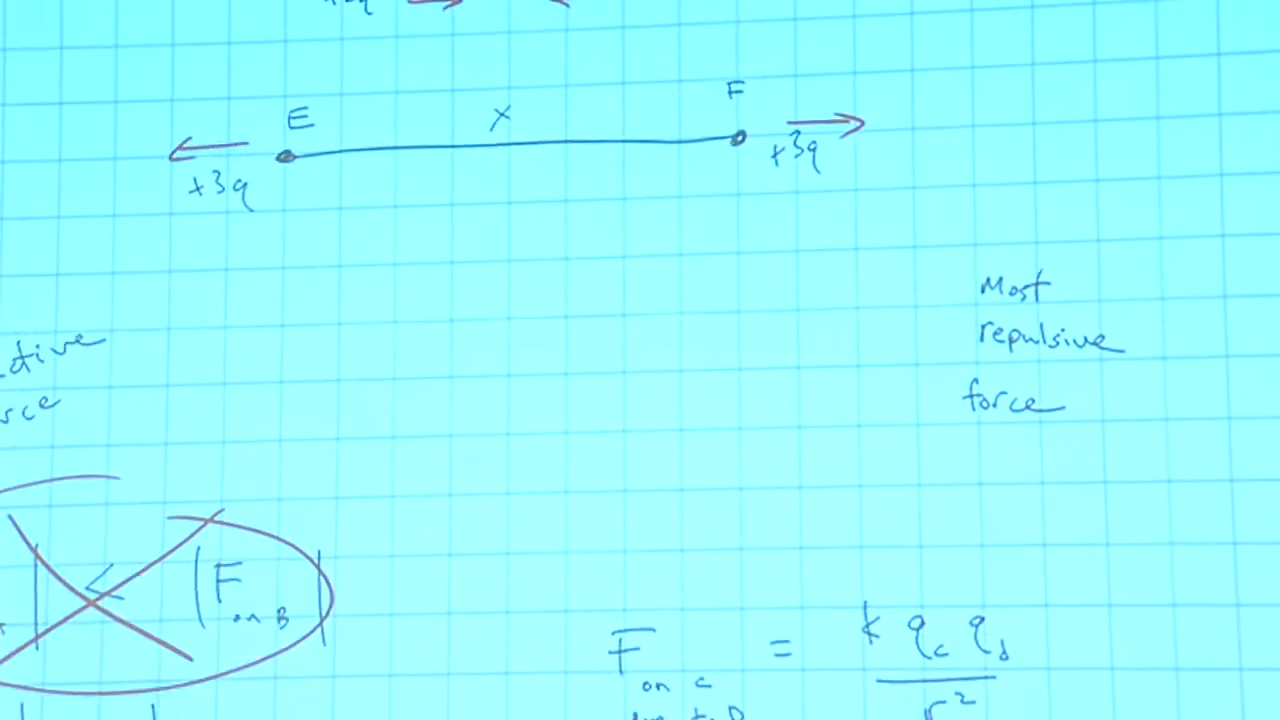 E X F
+3q +3q
Most
repulsive
force
< |F on B|
F on c = k qc qd
r²